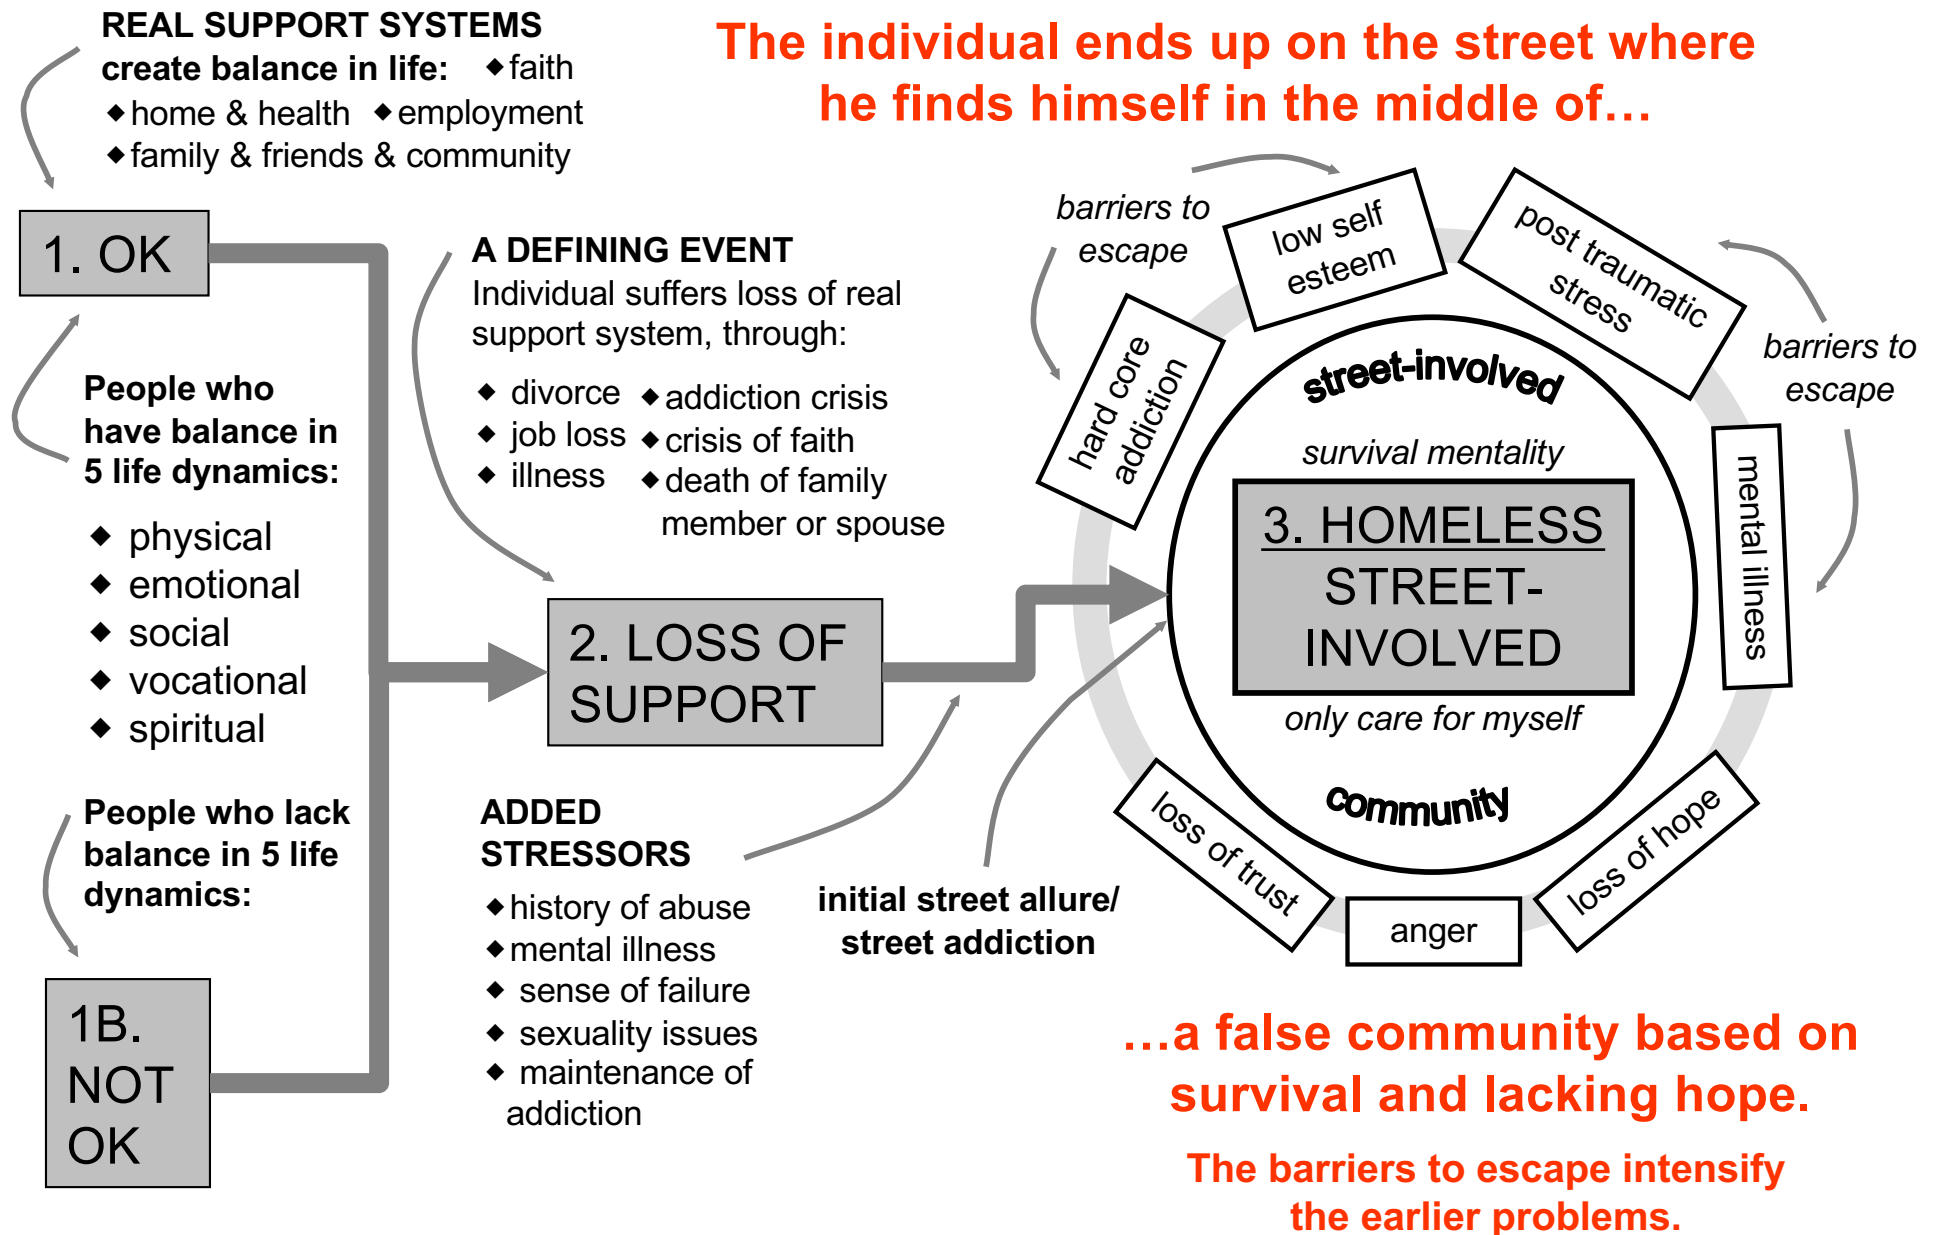 REAL SUPPORT SYSTEMS
create balance in life: ◆faith
◆home & health ◆employment
◆family & friends & community
The individual ends up on the street where
he finds himself in the middle of…
1. OK
People who
have balance in
5 life dynamics:
◆ physical
◆ emotional
◆ social
◆ vocational
◆ spiritual
People who lack
balance in 5 life
dynamics:
1B.
NOT
OK
A DEFINING EVENT
Individual suffers loss of real
support system, through:
◆ divorce
◆ job loss
◆ illness
◆addiction crisis
◆crisis of faith
◆death of family
member or spouse
2. LOSS OF
SUPPORT
ADDED
STRESSORS
◆history of abuse
◆mental illness
◆ sense of failure
◆ sexuality issues
◆ maintenance of
addiction
initial street allure/
street addiction
barriers to
escape
hard core
addiction
low self
esteem
post traumatic
stress
barriers to
escape
mental illness
street-involved
survival mentality
3. HOMELESS
STREET-
INVOLVED
only care for myself
community
loss of trust
anger
loss of hope
…a false community based on
survival and lacking hope.
The barriers to escape intensify
the earlier problems.